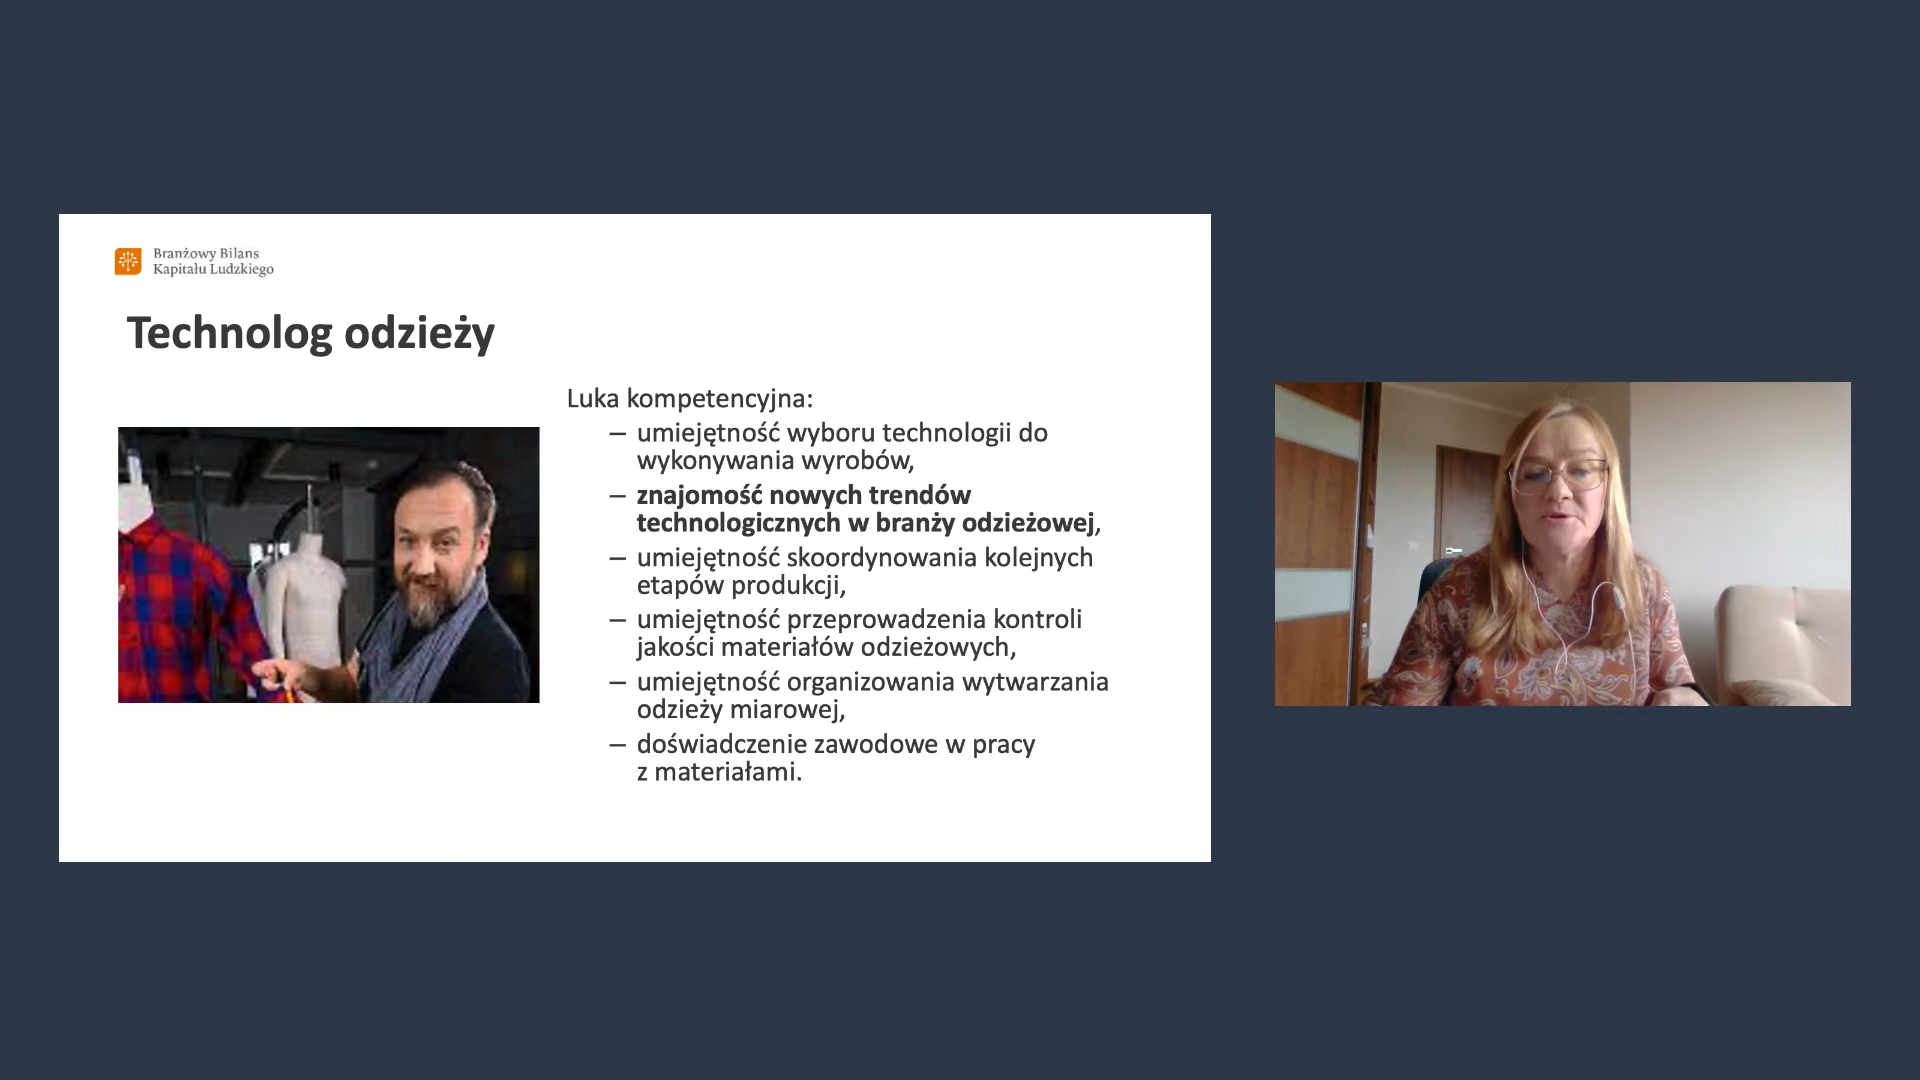 Branżowy Bilans
Kapitału Ludzkiego
Technolog odzieży
Luka kompetencyjna:
– umiejętność wyboru technologii do
wykonywania wyrobów,
– znajomość nowych trendów
technologicznych w branży odzieżowej,
– umiejętność skoordynowania kolejnych
etapów produkcji,
– umiejętność przeprowadzenia kontroli
jakości materiałów odzieżowych,
– umiejętność organizowania wytwarzania
odzieży miarowej,
– doświadczenie zawodowe w pracy
z materiałami.